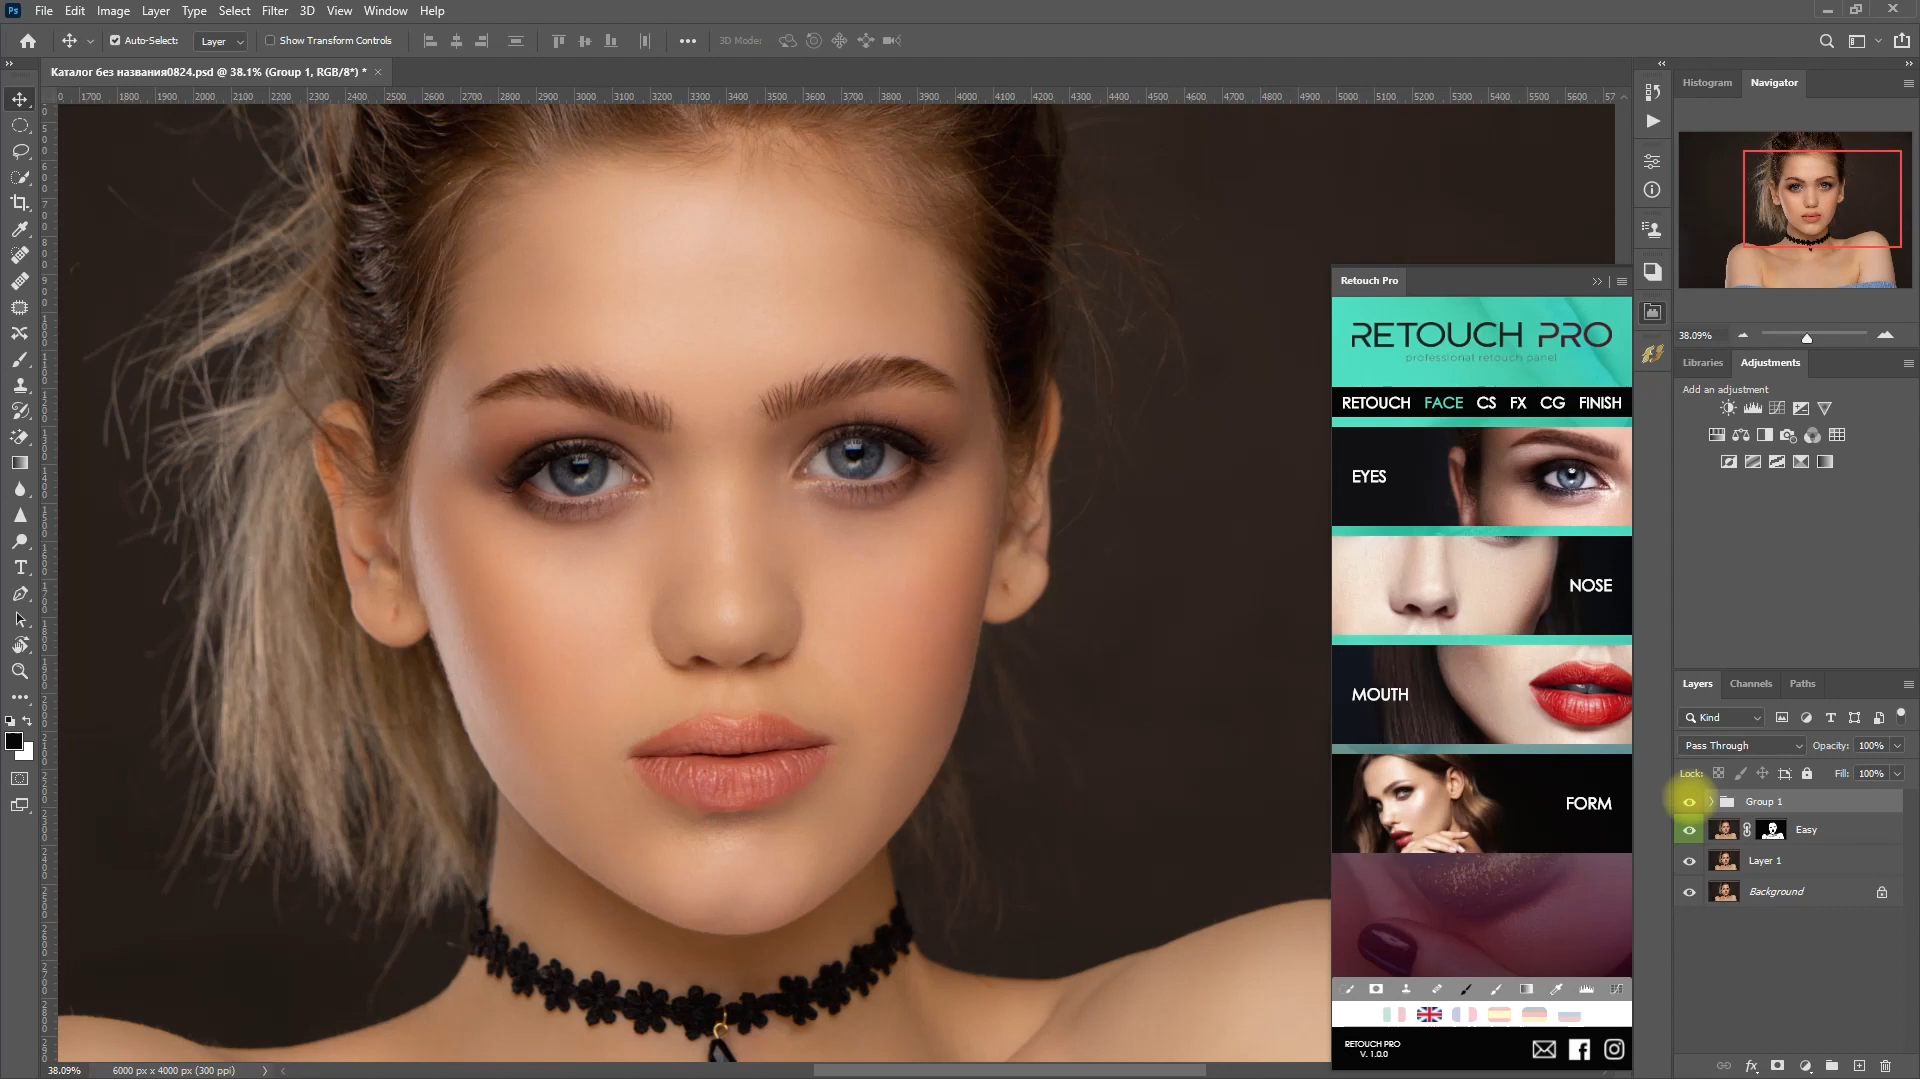 Ps File Edit Image Layer Type Select Filter 3D View Window Help
Auto-Select: Layer Show Transform Controls 3D Mode:
Каталог без названия0824.psd @ 38.1% (Group 1, RGB/8*) *
0 1700 1800 1900 2000 2100 2200 2300 2400 2500 2600 2700 2800 2900 3000 3100 3200 3300 3400 3500 3600 3700 3800 3900 4000 4100 4200 4300 4400 4500 4600 4700 4800 4900 5000 5100 5200 5300 5400 5500 5600 57
Histogram Navigator
38.09%
Libraries Adjustments
Add an adjustment
Retouch Pro
RETOUCH PRO
professional retouch panel
RETOUCH FACE CS FX CG FINISH
EYES
NOSE
MOUTH
FORM
RETOUCH PRO
V. 1.0.0
Layers Channels Paths
Kind
Pass Through Opacity: 100%
Lock: Fill: 100%
Group 1
Easy
Layer 1
Background
fx
38.09% 6000 px x 4000 px (300 ppi)